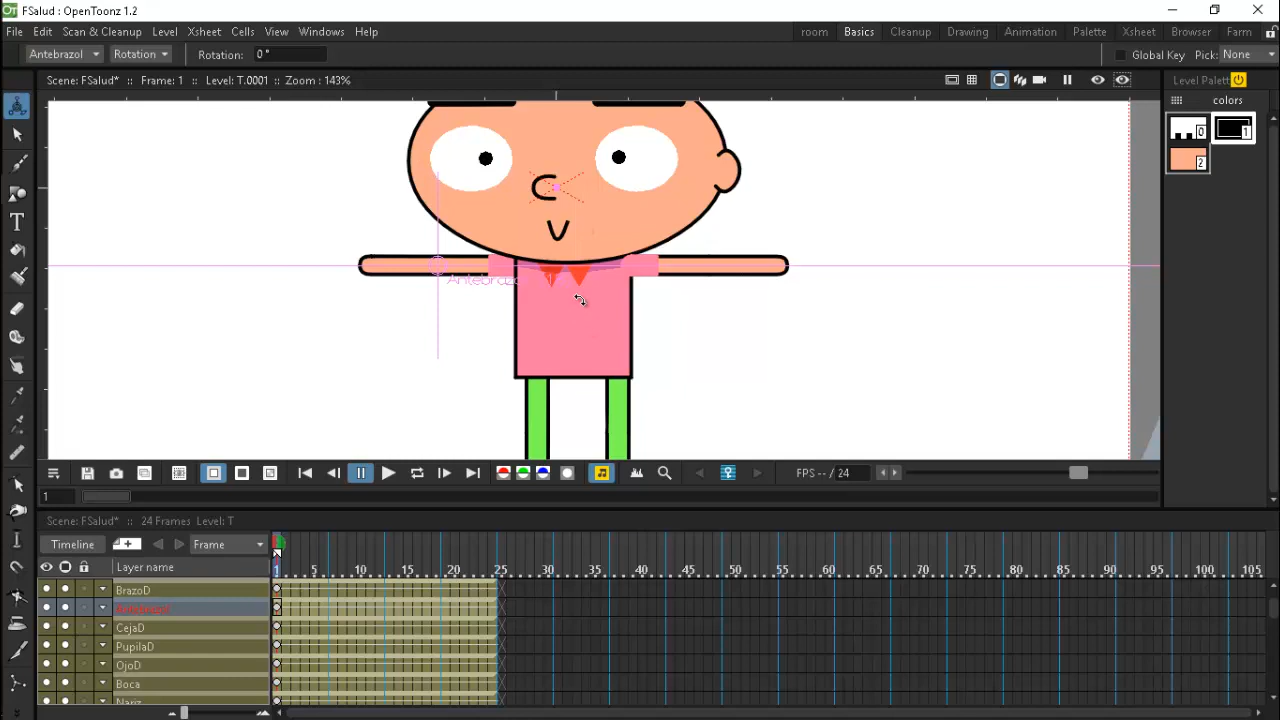 FSalud : OpenToonz 1.2
File Edit Scan & Cleanup Level Xsheet Cells View Windows Help
room Basics Cleanup Drawing Animation Palette Xsheet Browser Farm
Antebrazol Rotation Rotation: 0 ° Global Key Pick: None
Scene: FSalud* :: Frame: 1 :: Level: T.0001 :: Zoom : 143%
Level Palett
colors
0 1
2
FPS -- / 24
1
Scene: FSalud* :: 24 Frames Level: T
Timeline Frame
Layer name 1 5 10 15 20 25 30 35 40 45 50 55 60 65 70 75 80 85 90 95 100 105
BrazoD
CejaD
PupilaD
OjoD
Boca
Nariz